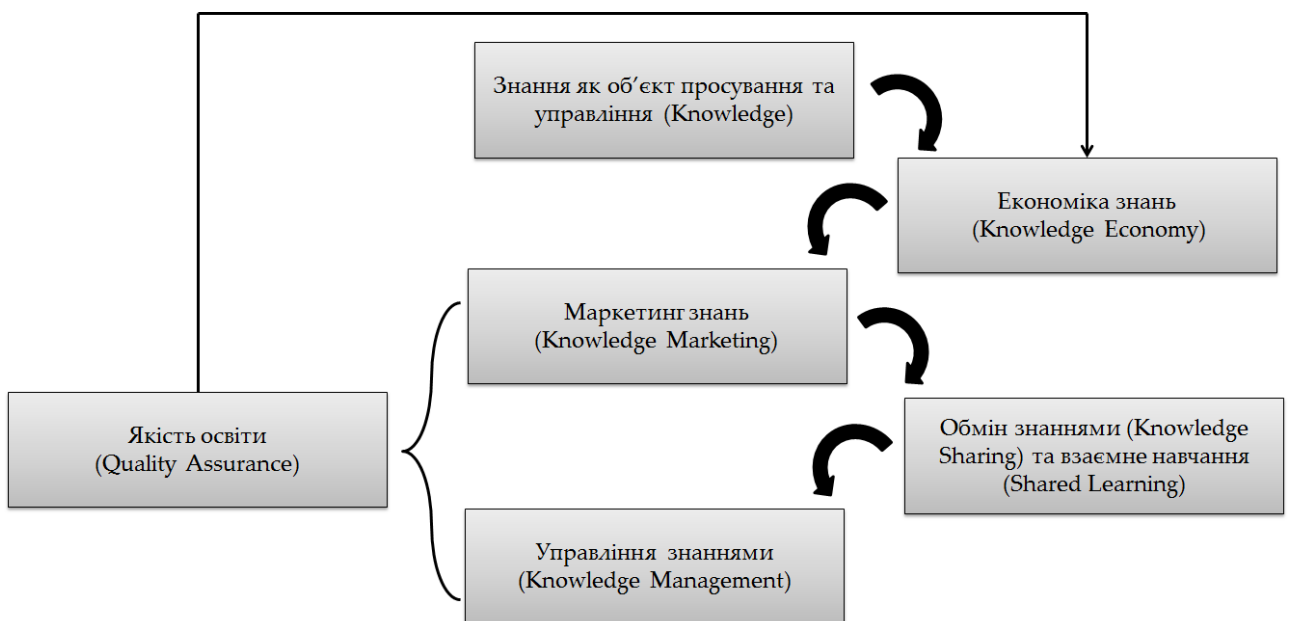 Знання як об’єкт просування та
управління (Knowledge)
Економіка знань
(Knowledge Economy)
Маркетинг знань
(Knowledge Marketing)
Якість освіти
(Quality Assurance)
Обмін знаннями (Knowledge
Sharing) та взаємне навчання
(Shared Learning)
Управління знаннями
(Knowledge Management)